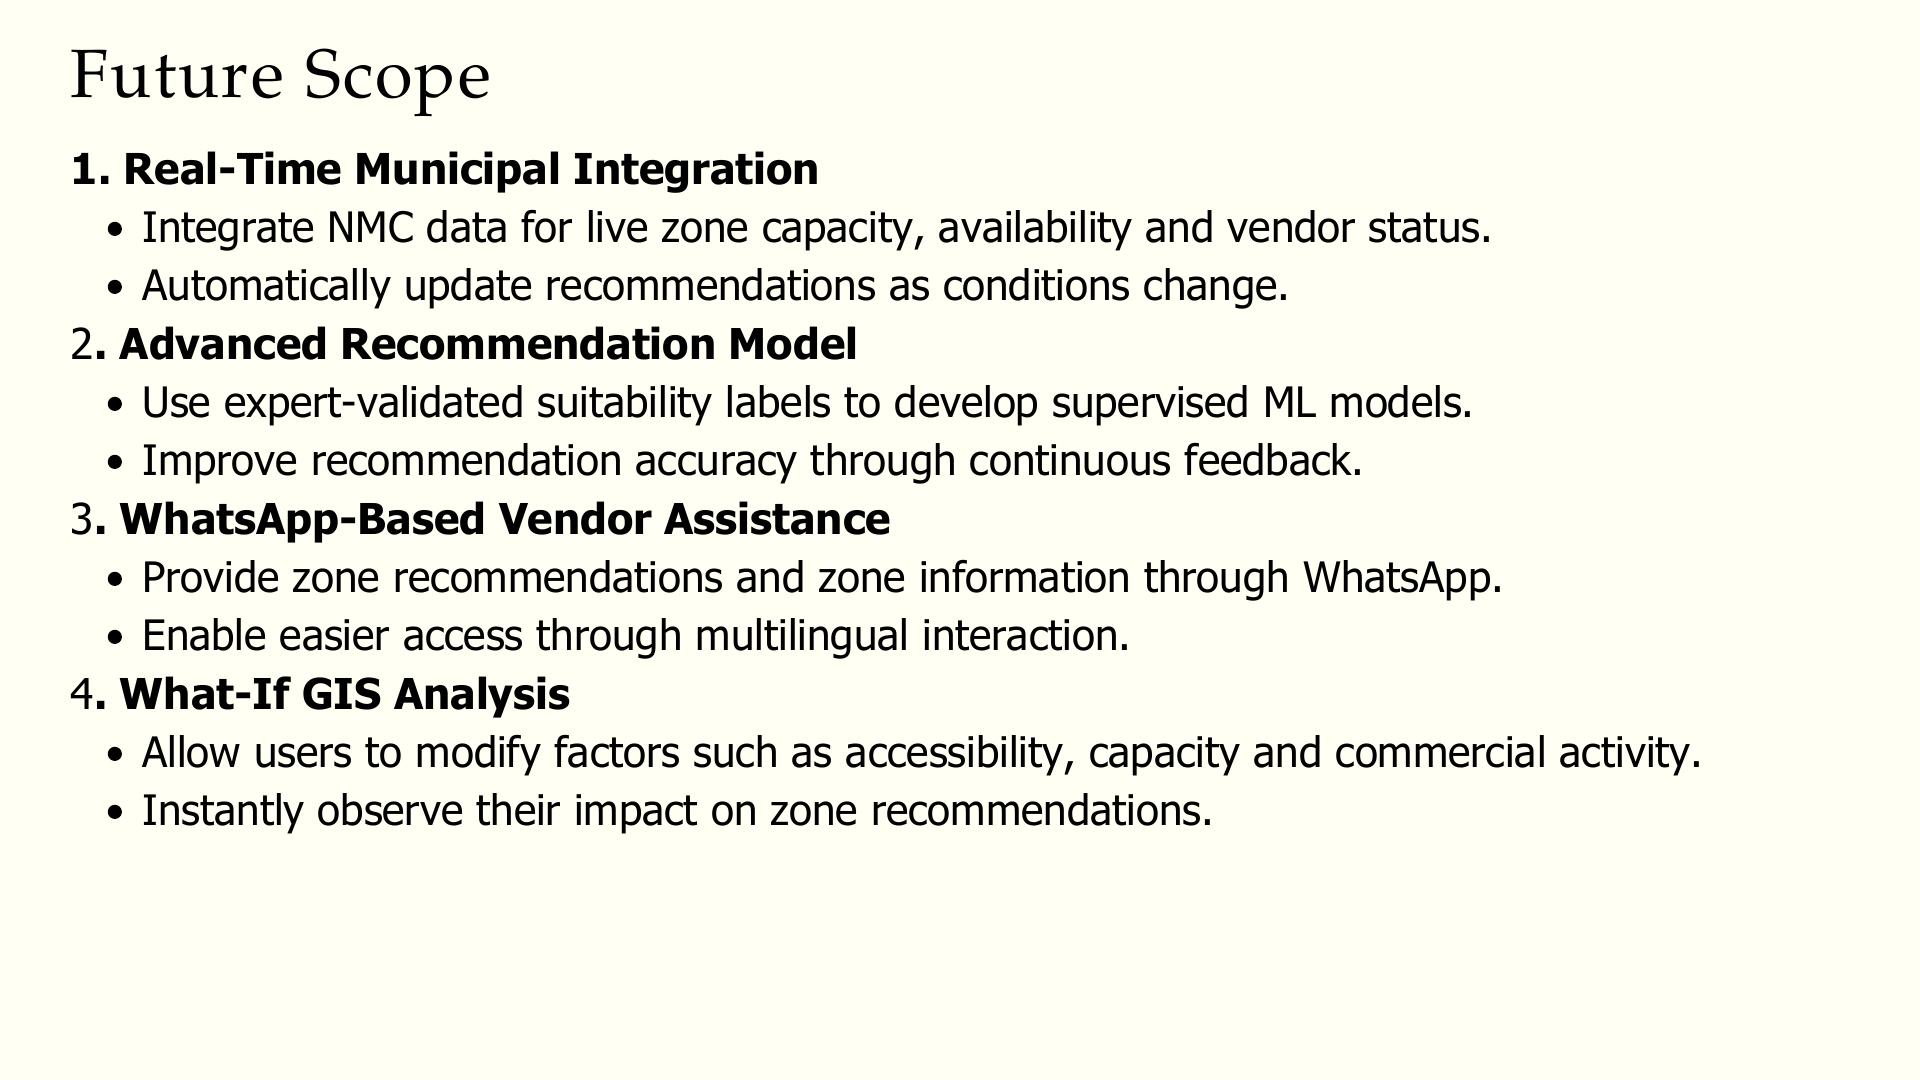 Future Scope
1. Real-Time Municipal Integration
• Integrate NMC data for live zone capacity, availability and vendor status.
• Automatically update recommendations as conditions change.
2. Advanced Recommendation Model
• Use expert-validated suitability labels to develop supervised ML models.
• Improve recommendation accuracy through continuous feedback.
3. WhatsApp-Based Vendor Assistance
• Provide zone recommendations and zone information through WhatsApp.
• Enable easier access through multilingual interaction.
4. What-If GIS Analysis
• Allow users to modify factors such as accessibility, capacity and commercial activity.
• Instantly observe their impact on zone recommendations.